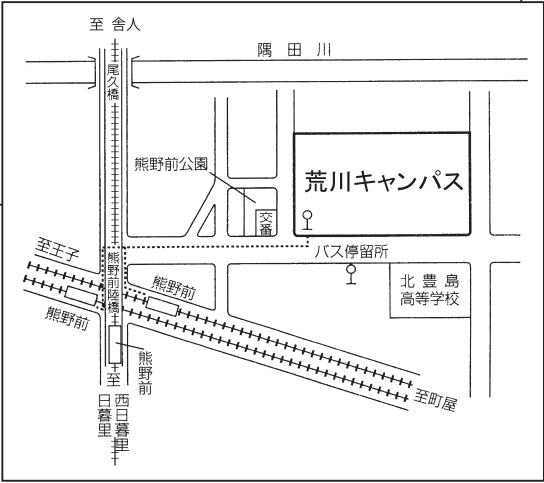 至 舎人
隅田川
尾久橋
熊野前公園
荒川キャンパス
交番
バス停留所
至王子
熊野前陸橋
熊野前
北豊島
高等学校
熊野前
熊野前
至町屋
至
西日暮里
日暮里